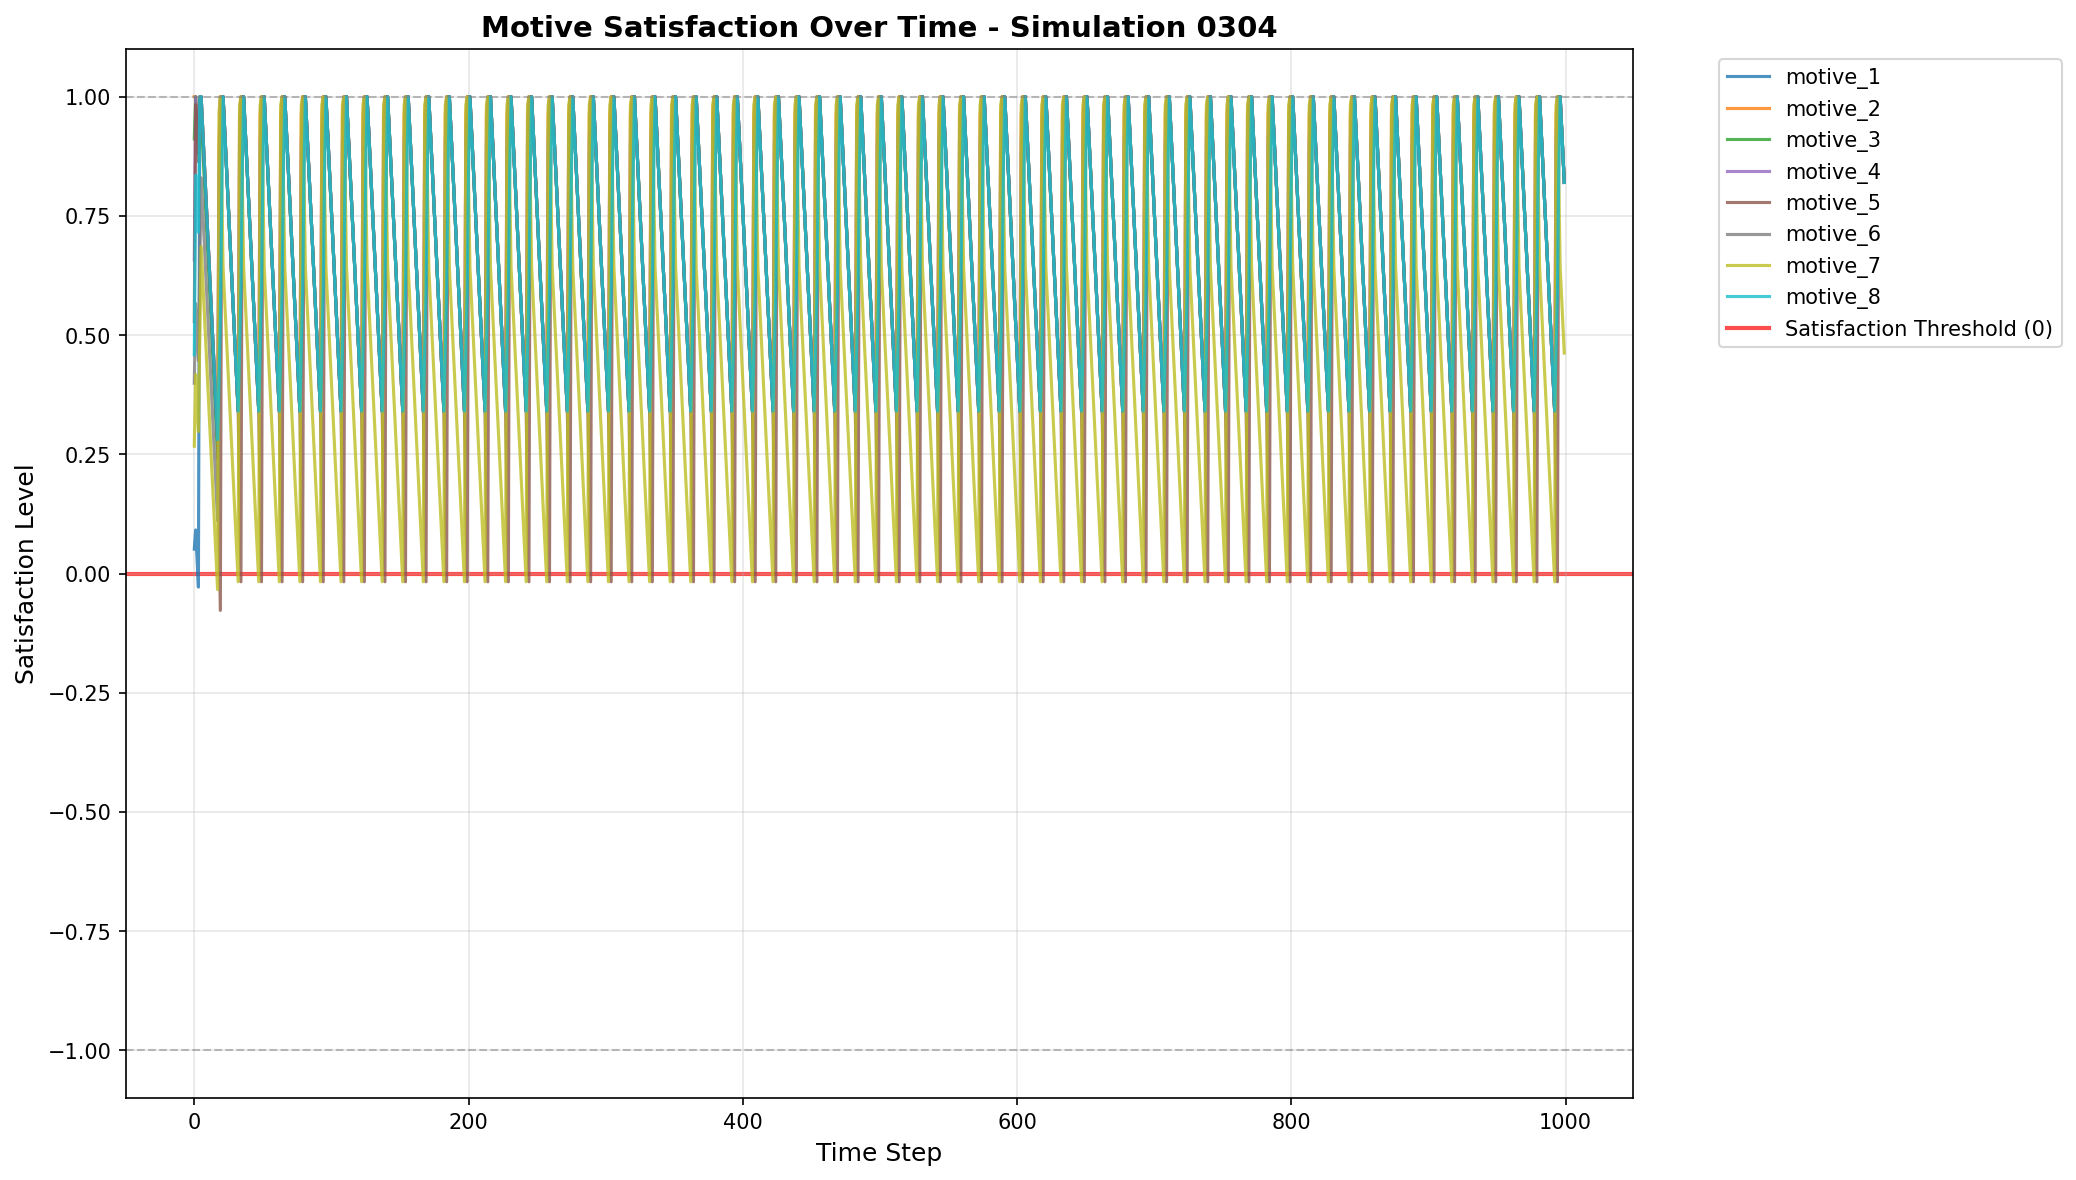 Motive Satisfaction Over Time - Simulation 0304
Satisfaction Level
1.00
0.75
0.50
0.25
0.00
−0.25
−0.50
−0.75
−1.00
0
200
400
600
800
1000
Time Step
motive_1
motive_2
motive_3
motive_4
motive_5
motive_6
motive_7
motive_8
Satisfaction Threshold (0)